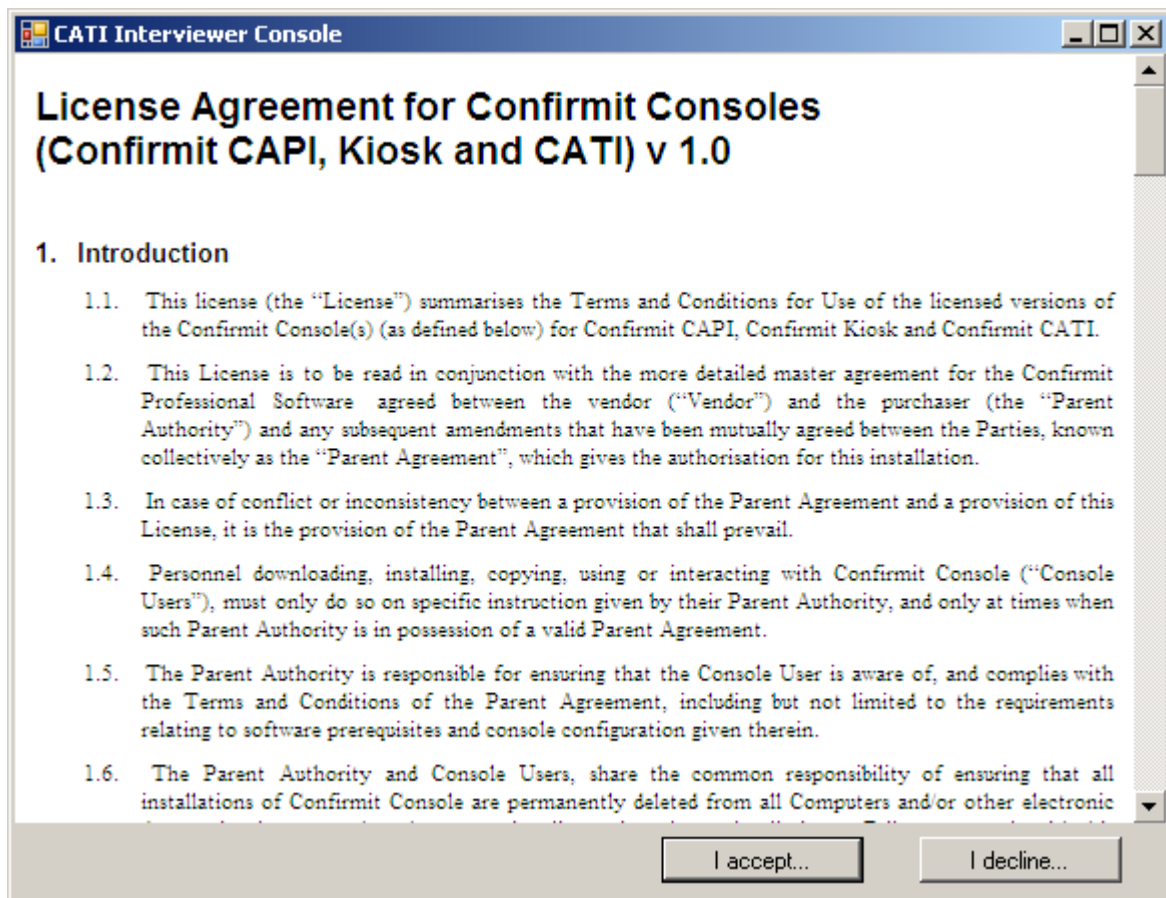 CATI Interviewer Console
License Agreement for Confirmit Consoles
(Confirmit CAPI, Kiosk and CATI) v 1.0
1. Introduction
1.1. This license (the “License”) summarises the Terms and Conditions for Use of the licensed versions of
the Confirmit Console(s) (as defined below) for Confirmit CAPI, Confirmit Kiosk and Confirmit CATI.
1.2. This License is to be read in conjunction with the more detailed master agreement for the Confirmit
Professional Software agreed between the vendor (“Vendor”) and the purchaser (the “Parent
Authority”) and any subsequent amendments that have been mutually agreed between the Parties, known
collectively as the “Parent Agreement”, which gives the authorisation for this installation.
1.3. In case of conflict or inconsistency between a provision of the Parent Agreement and a provision of this
License, it is the provision of the Parent Agreement that shall prevail.
1.4. Personnel downloading, installing, copying, using or interacting with Confirmit Console (“Console
Users”), must only do so on specific instruction given by their Parent Authority, and only at times when
such Parent Authority is in possession of a valid Parent Agreement.
1.5. The Parent Authority is responsible for ensuring that the Console User is aware of, and complies with
the Terms and Conditions of the Parent Agreement, including but not limited to the requirements
relating to software prerequisites and console configuration given therein.
1.6. The Parent Authority and Console Users, share the common responsibility of ensuring that all
installations of Confirmit Console are permanently deleted from all Computers and/or other electronic
I accept...
I decline...